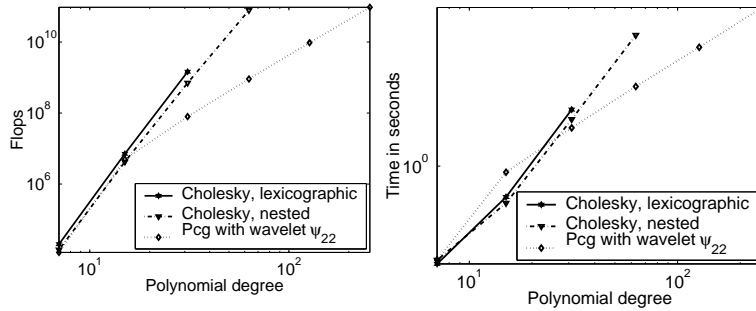 10^10
10^8
10^6
Flops
Cholesky, lexicographic
Cholesky, nested
Pcg with wavelet ψ_22
10^1
10^2
Polynomial degree
10^0
Time in seconds
Cholesky, lexicographic
Cholesky, nested
Pcg with wavelet ψ_22
10^1
10^2
Polynomial degree